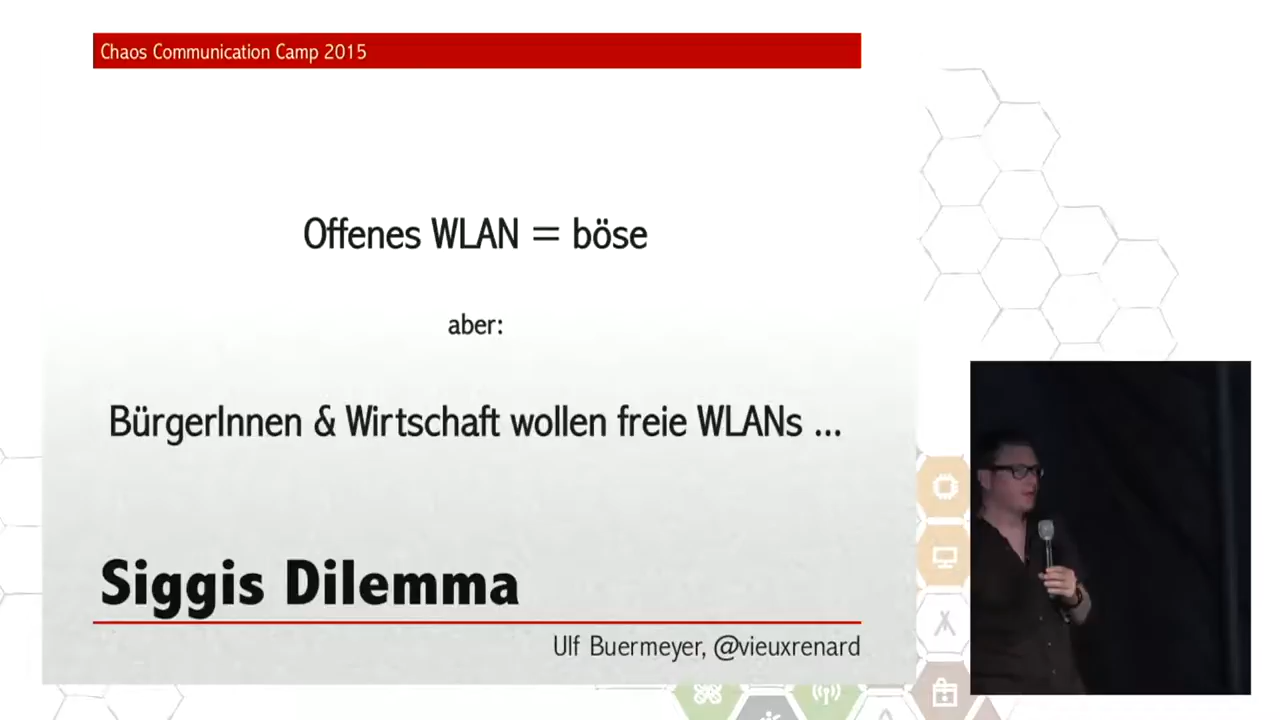 Chaos Communication Camp 2015
Offenes WLAN = böse
aber:
BürgerInnen & Wirtschaft wollen freie WLANs ...
Siggis Dilemma
Ulf Buermeyer, @vieuxrenard